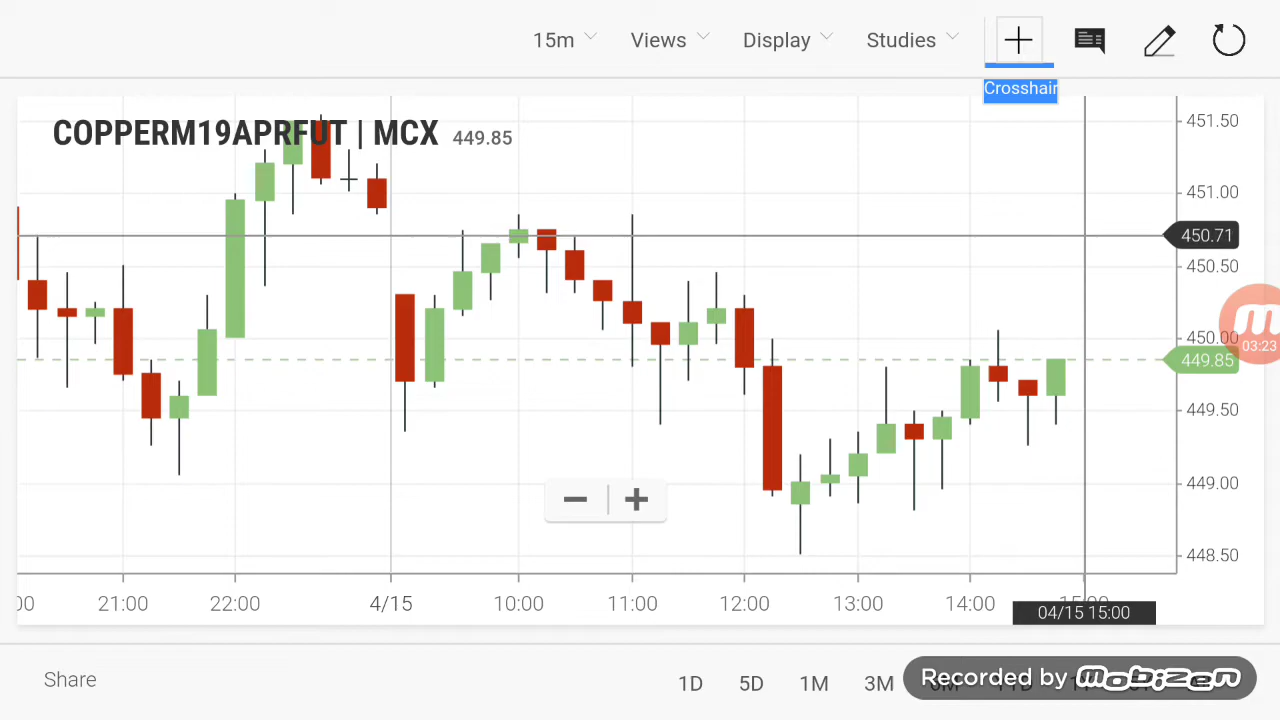 15m Views Display Studies
Crosshair
COPPERM19APRFUT | MCX 449.85
451.50
451.00
450.71
450.50
450.00
03:23
449.85
449.50
449.00
448.50
21:00 22:00 4/15 10:00 11:00 12:00 13:00 14:00
04/15 15:00
Share 1D 5D 1M 3M
Recorded by mobizen